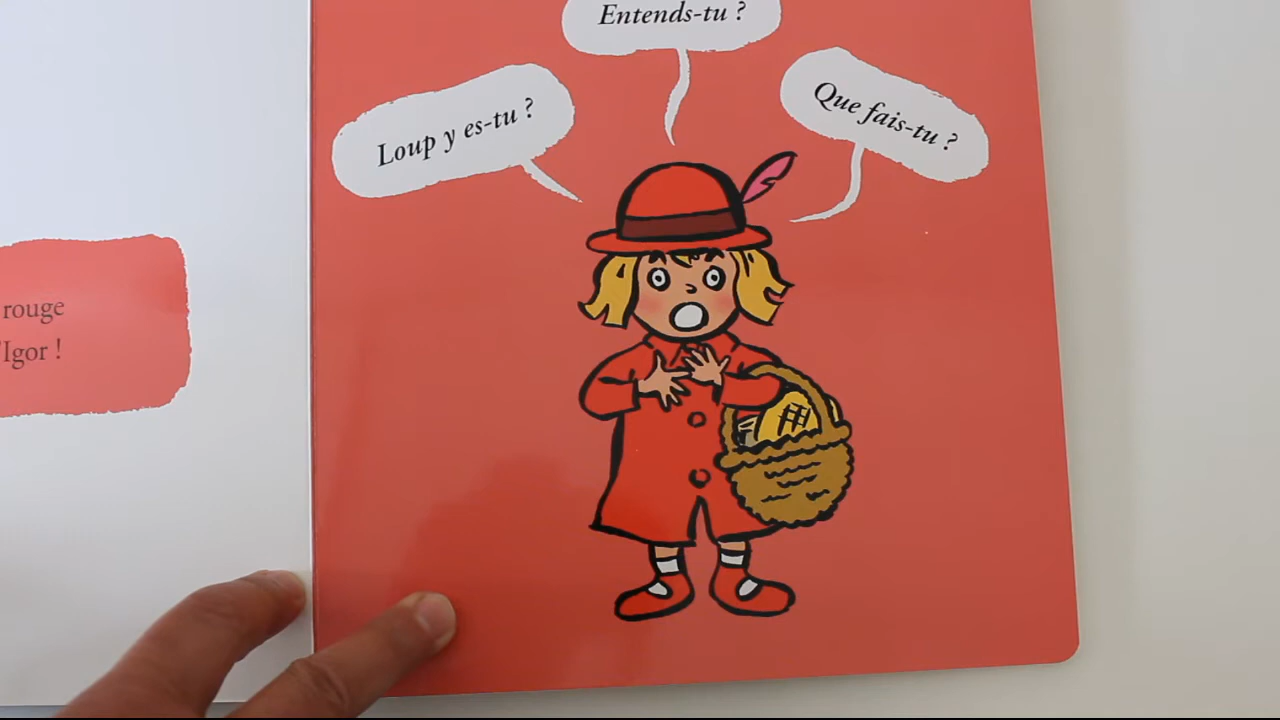 rouge
Igor !
Loup y es-tu ?
Entends-tu ?
Que fais-tu ?